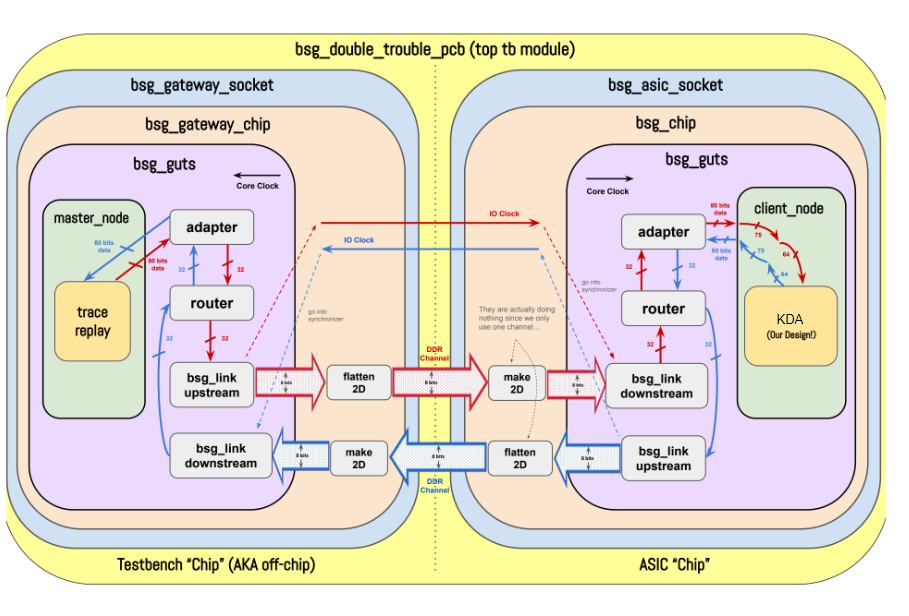 bsg_double_trouble_pcb (top tb module)
bsg_gateway_socket
bsg_gateway_chip
bsg_guts
Core Clock
master_node
80 bits
data
80 bits
data
trace
replay
adapter
32
32
router
32
32
bsg_link
upstream
bsg_link
downstream
8 bits
8 bits
go into
synchronizer
flatten
2D
make
2D
IO Clock
IO Clock
DDR
Channel
8 bits
8 bits
DDR
Channel
Testbench “Chip” (AKA off-chip)
bsg_asic_socket
bsg_chip
bsg_guts
Core Clock
They are actually doing
nothing since we only
use one channel...
go into
synchronizer
make
2D
flatten
2D
8 bits
8 bits
adapter
32
32
router
32
32
bsg_link
downstream
bsg_link
upstream
80 bits
data
80 bits
data
client_node
75
64
75
64
KDA
(Our Design!)
ASIC “Chip”